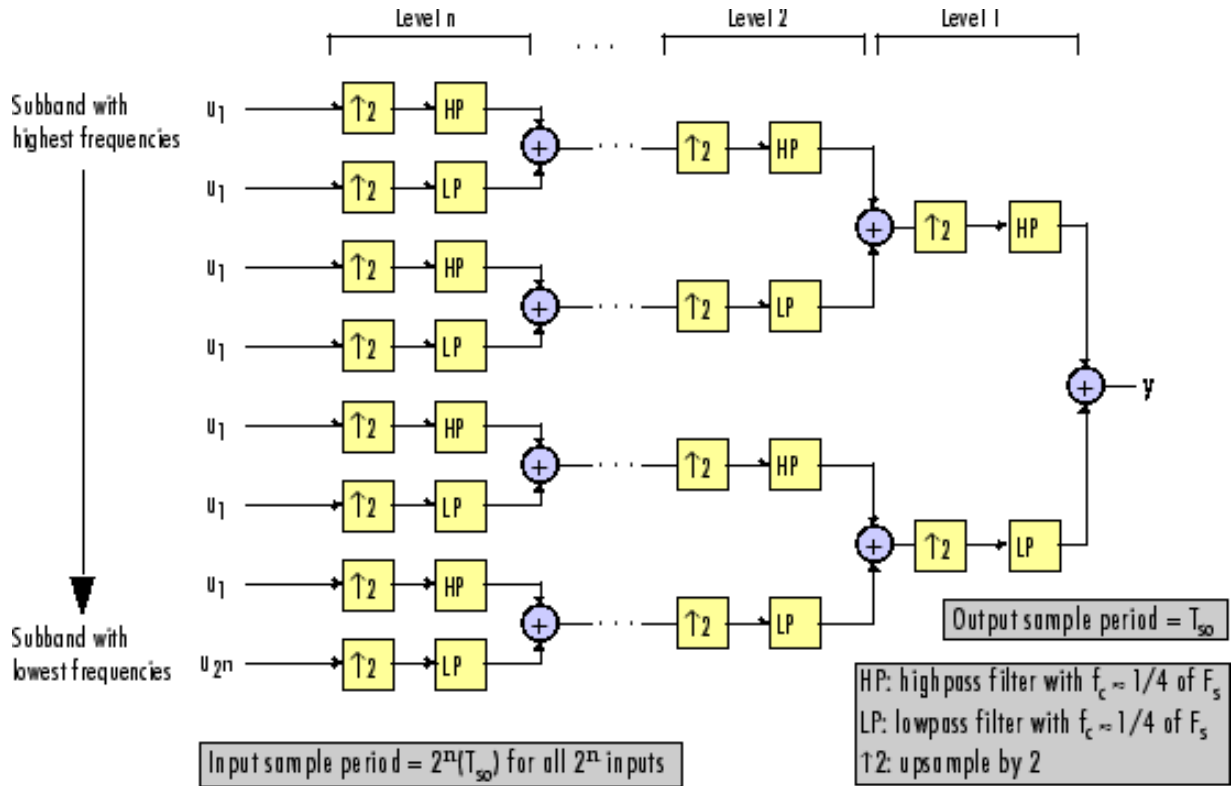 Level n
. . . .
Level 2
Level 1
Subband with
highest frequencies
u1
↑2
HP
+
. . .
↑2
HP
u1
↑2
LP
+
↑2
HP
u1
↑2
HP
+
. . .
↑2
LP
u1
↑2
LP
+
y
u1
↑2
HP
+
. . .
↑2
HP
u1
↑2
LP
+
↑2
LP
u1
↑2
HP
+
. . .
↑2
LP
Subband with
lowest frequencies
u2n
↑2
LP
Output sample period = Tso
HP: highpass filter with fc ≈ 1/4 of Fs
LP: lowpass filter with fc ≈ 1/4 of Fs
↑2: upsample by 2
Input sample period = 2ⁿ(Tso) for all 2ⁿ inputs